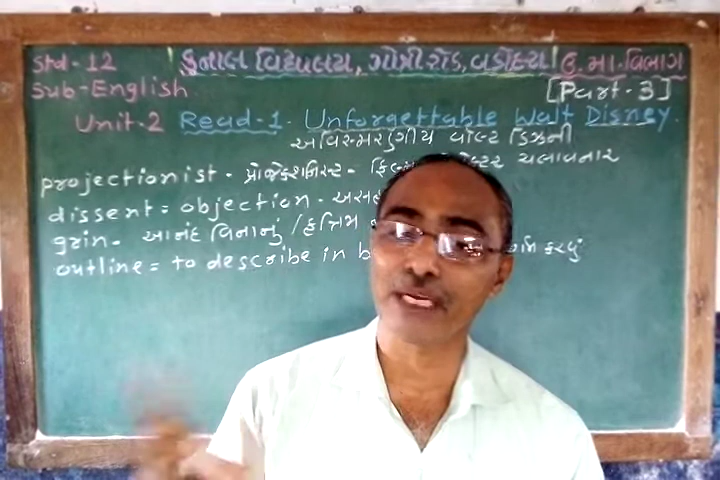 Std-12 કુનાલ વિદ્યાલય, ગોત્રી રોડ, વડોદરા ઉ.મા.વિભાગ
Sub-English [Part-3]
Unit-2 Read-1. Unforgettable Walt Disney.
અવિસ્મરણીય વોલ્ટ ડિઝની
projectionist - પ્રોજેક્શનિસ્ટ - ચલાવનાર
dissent = objection -
grin - આનંદ વિનાનું /કૃત્રિમ
outline = to describe in કરવું